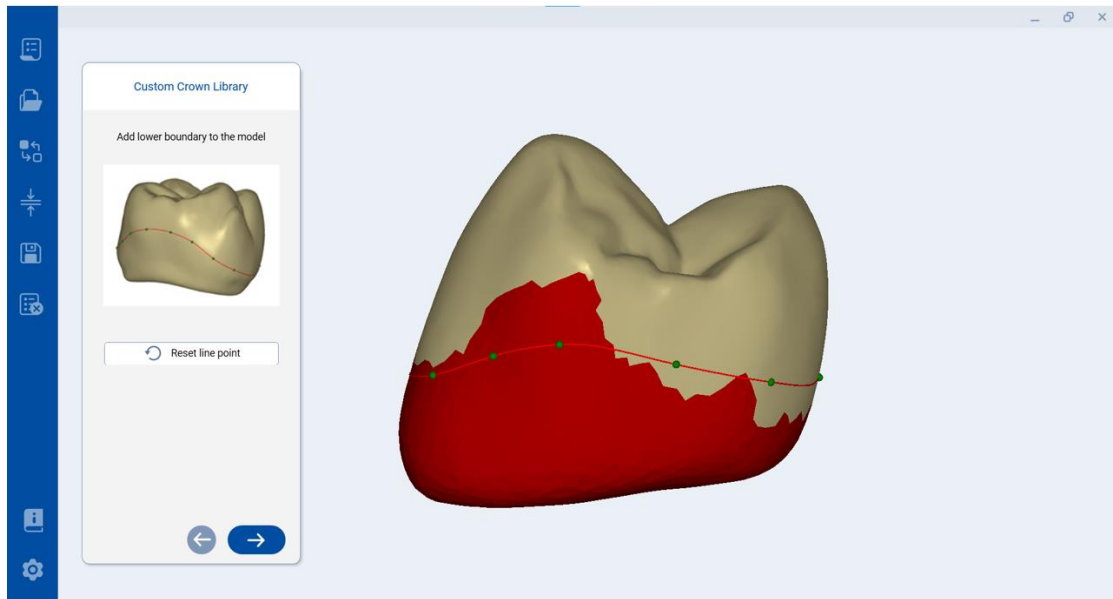 Custom Crown Library
Add lower boundary to the model
Reset line point